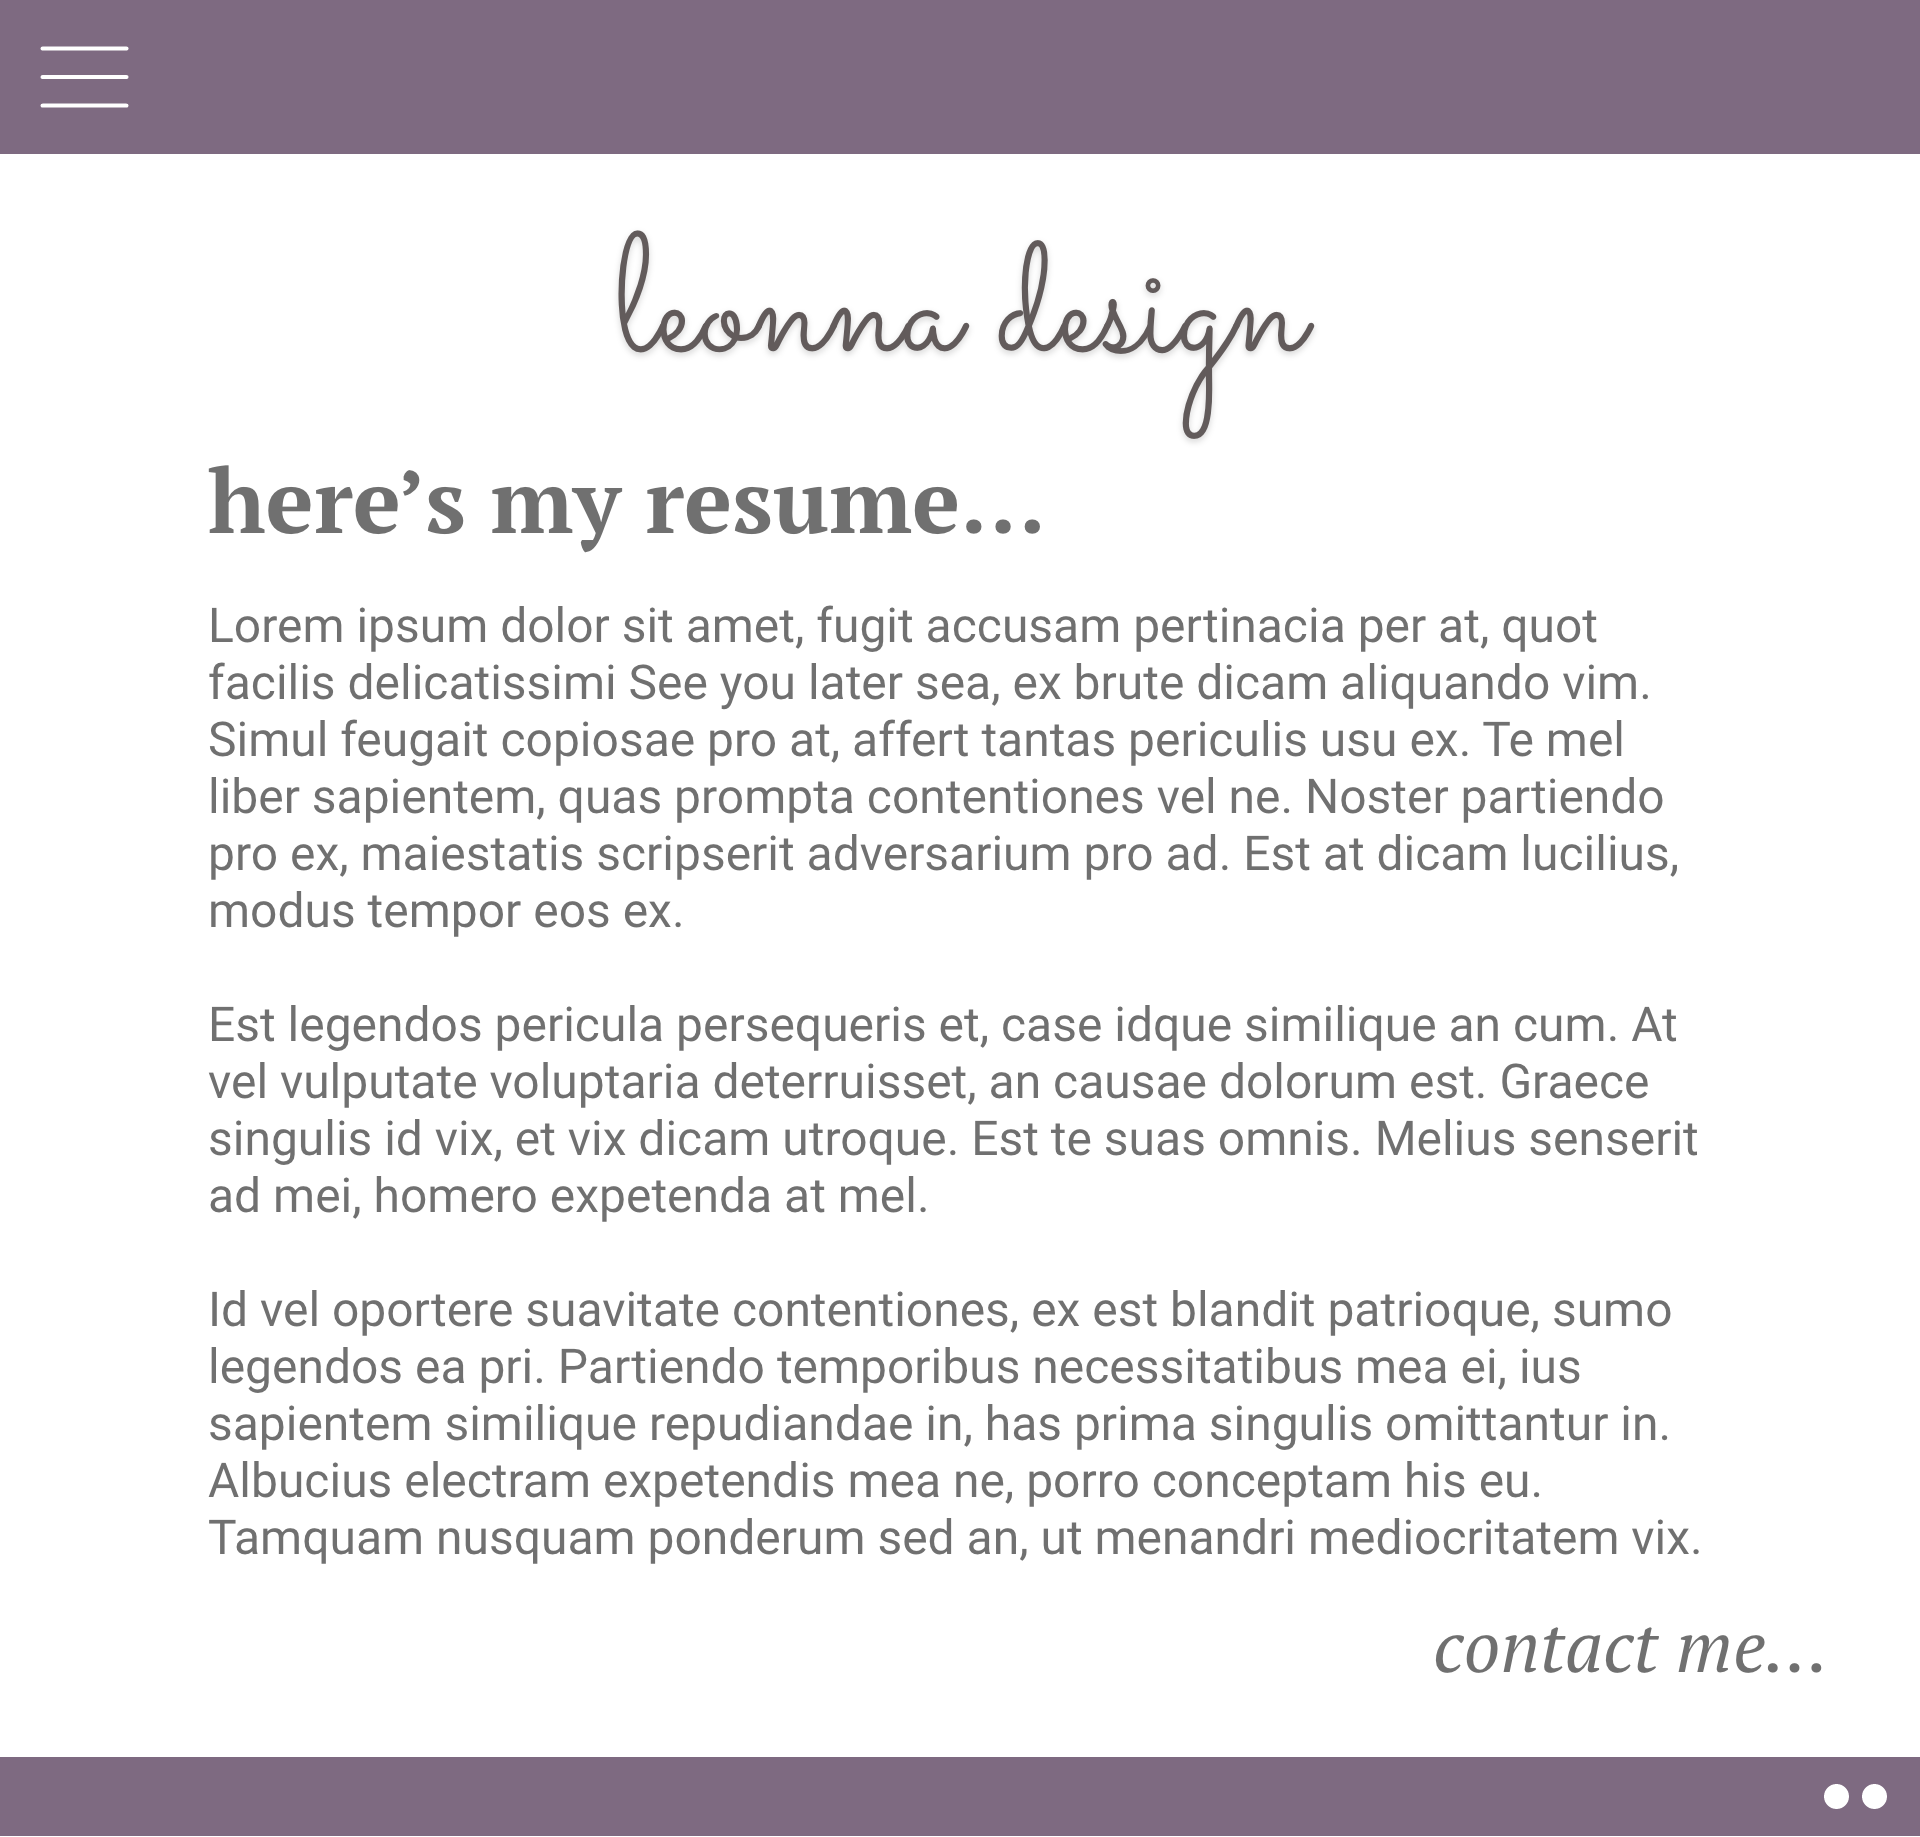 leonna design
here’s my resume...
Lorem ipsum dolor sit amet, fugit accusam pertinacia per at, quot
facilis delicatissimi See you later sea, ex brute dicam aliquando vim.
Simul feugait copiosae pro at, affert tantas periculis usu ex. Te mel
liber sapientem, quas prompta contentiones vel ne. Noster partiendo
pro ex, maiestatis scripserit adversarium pro ad. Est at dicam lucilius,
modus tempor eos ex.
Est legendos pericula persequeris et, case idque similique an cum. At
vel vulputate voluptaria deterruisset, an causae dolorum est. Graece
singulis id vix, et vix dicam utroque. Est te suas omnis. Melius senserit
ad mei, homero expetenda at mel.
Id vel oportere suavitate contentiones, ex est blandit patrioque, sumo
legendos ea pri. Partiendo temporibus necessitatibus mea ei, ius
sapientem similique repudiandae in, has prima singulis omittantur in.
Albucius electram expetendis mea ne, porro conceptam his eu.
Tamquam nusquam ponderum sed an, ut menandri mediocritatem vix.
contact me...